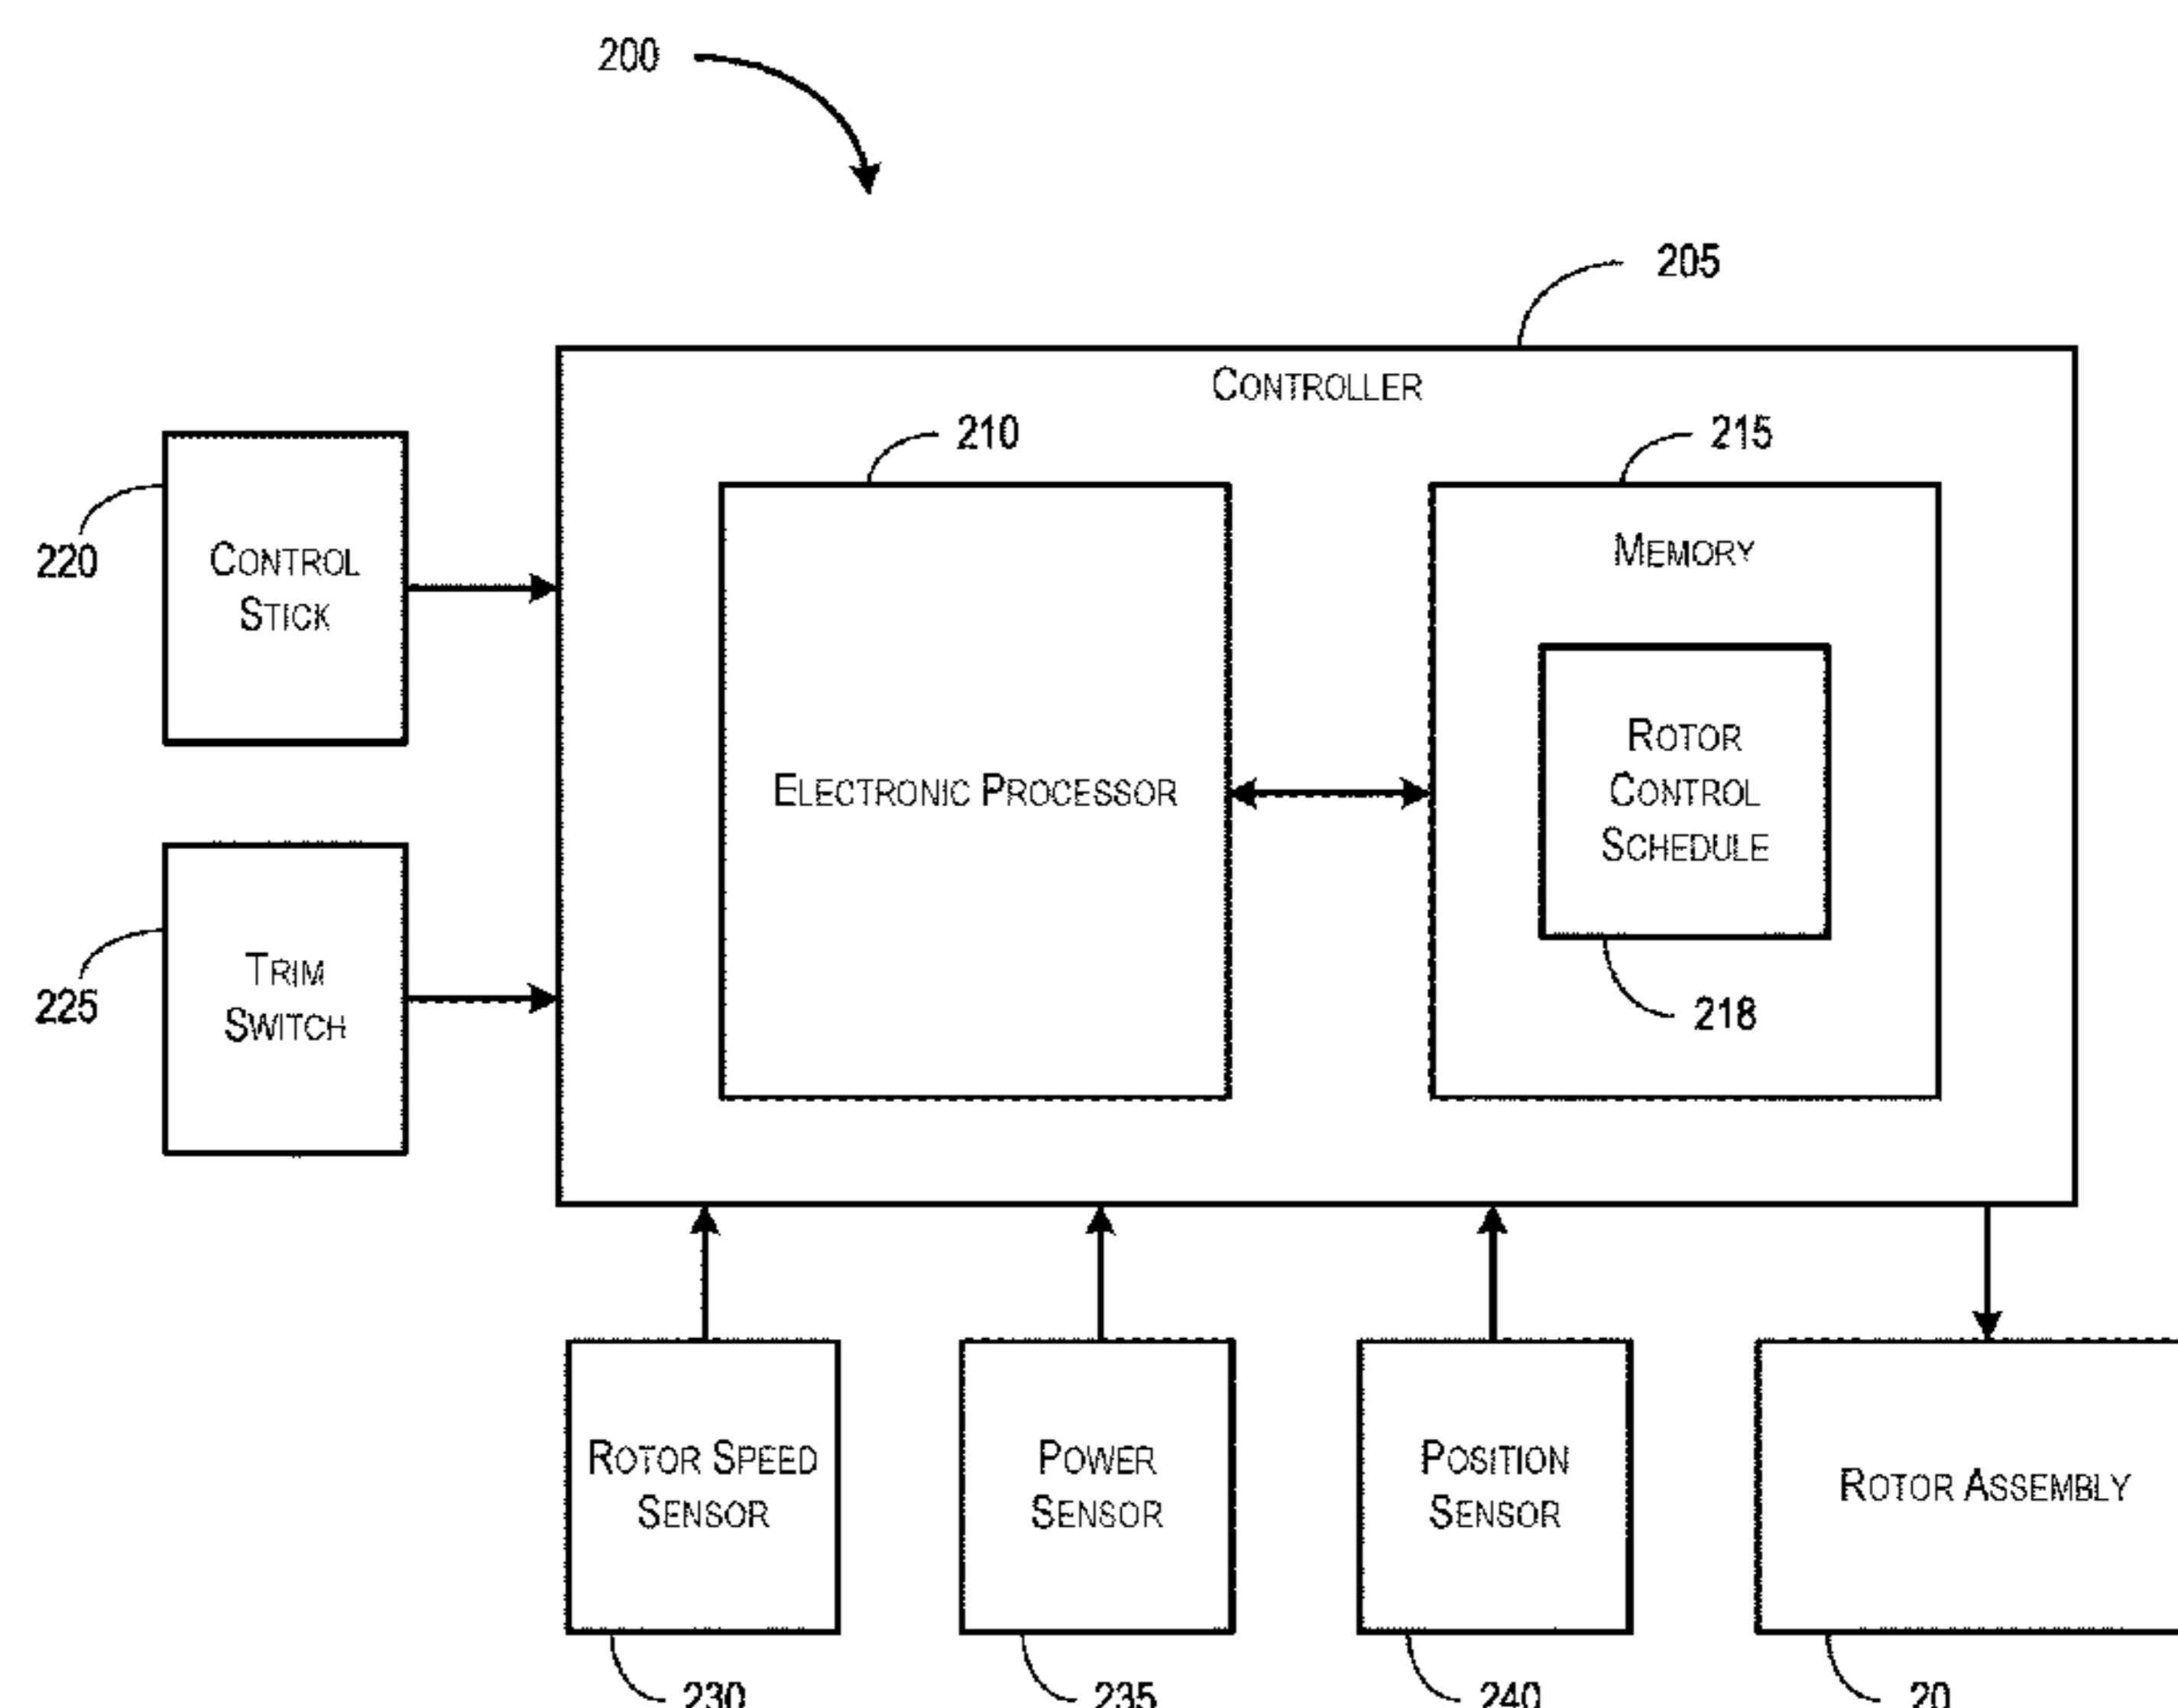 200
205
CONTROLLER
210
215
220
CONTROL
STICK
MEMORY
ELECTRONIC PROCESSOR
ROTOR
CONTROL
SCHEDULE
218
225
TRIM
SWITCH
ROTOR SPEED
SENSOR
POWER
SENSOR
POSITION
SENSOR
ROTOR ASSEMBLY
230
235
240
20